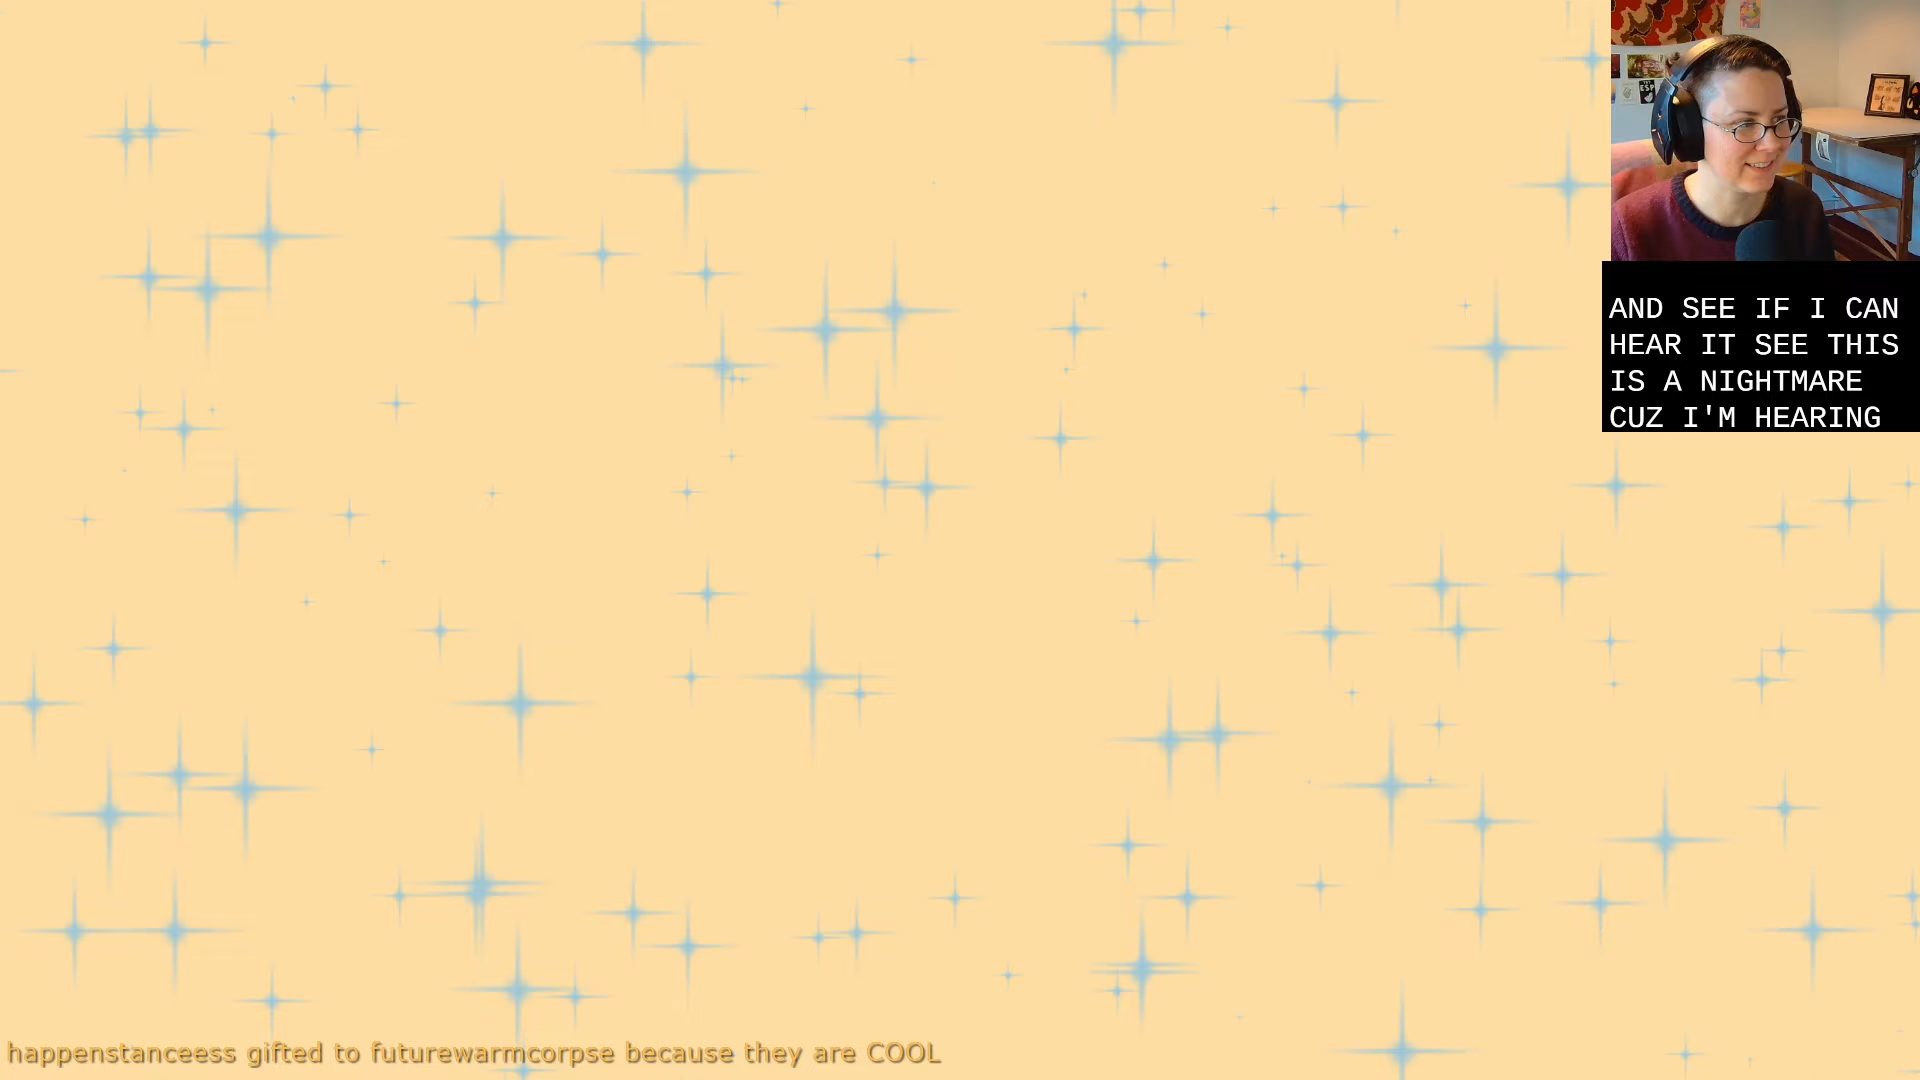 AND SEE IF I CAN
HEAR IT SEE THIS
IS A NIGHTMARE
CUZ I'M HEARING
happenstanceess gifted to futurewarmcorpse because they are COOL